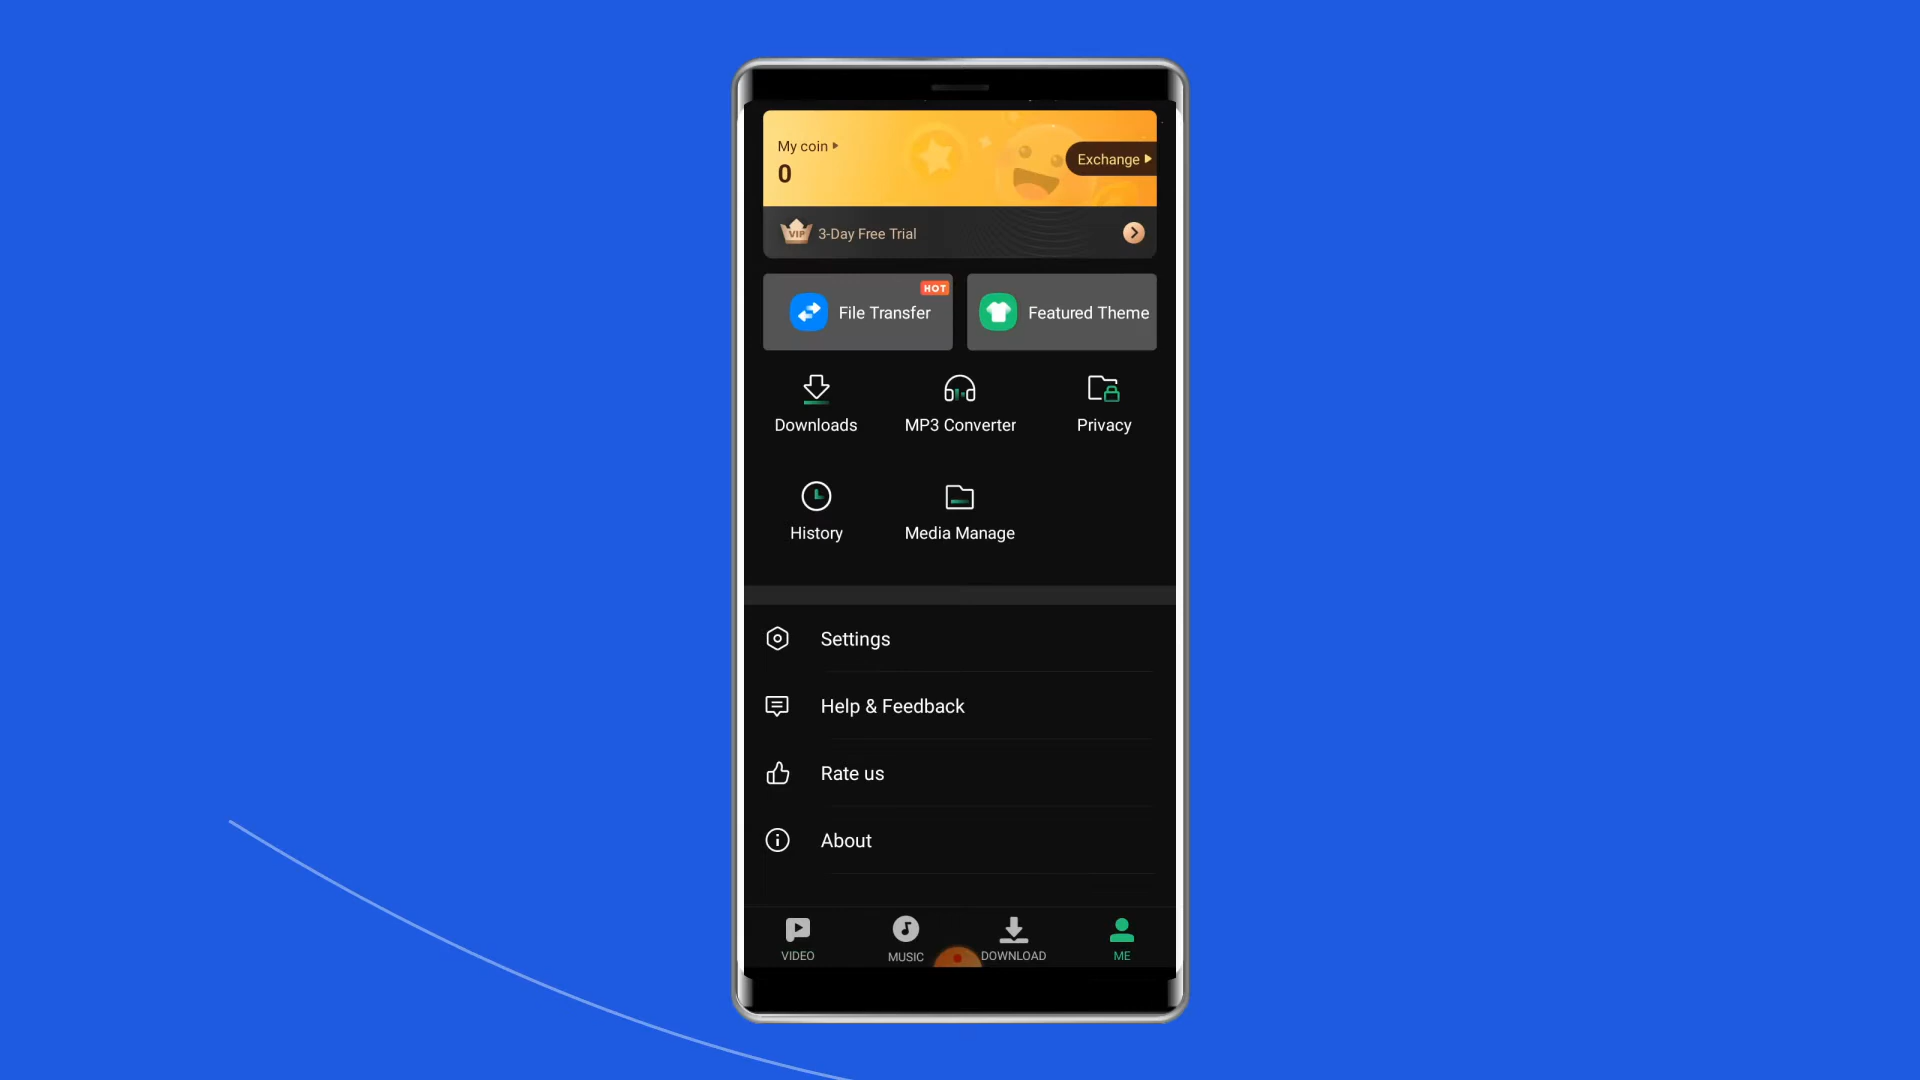 My coin
0
Exchange
VIP
3-Day Free Trial
HOT
File Transfer
Featured Theme
Downloads
MP3 Converter
Privacy
History
Media Manage
Settings
Help & Feedback
Rate us
About
VIDEO
MUSIC
DOWNLOAD
ME